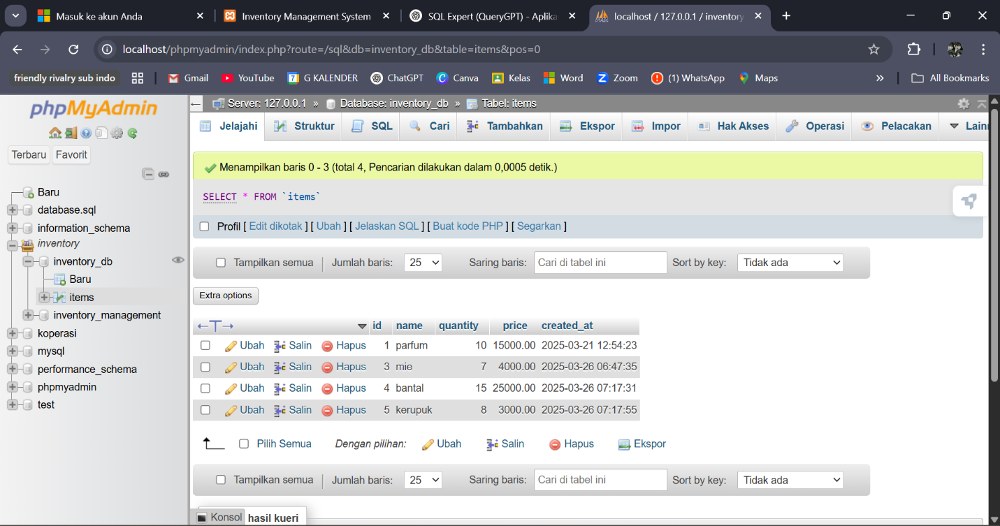 Masuk ke akun Anda
Inventory Management System
SQL Expert (QueryGPT) - Aplika
localhost / 127.0.0.1 / inventory
localhost/phpmyadmin/index.php?route=/sql&db=inventory_db&table=items&pos=0
friendly rivalry sub indo
Gmail
YouTube
7 G KALENDER
ChatGPT
Canva
Kelas
Word
Zoom
(1) WhatsApp
Maps
» All Bookmarks
phpMyAdmin
Terbaru Favorit
Baru
database.sql
information_schema
inventory
inventory_db
Baru
items
inventory_management
koperasi
mysql
performance_schema
phpmyadmin
test
Server: 127.0.0.1 » Database: inventory_db » Tabel: items
Jelajahi Struktur SQL Cari Tambahkan Ekspor Impor Hak Akses Operasi Pelacakan Lainn
Menampilkan baris 0 - 3 (total 4, Pencarian dilakukan dalam 0,0005 detik.)
SELECT * FROM `items`
Profil [ Edit dikotak ] [ Ubah ] [ Jelaskan SQL ] [ Buat kode PHP ] [ Segarkan ]
Tampilkan semua | Jumlah baris: 25 Saring baris: Cari di tabel ini Sort by key: Tidak ada
Extra options
←T→ id name quantity price created_at
Ubah Salin Hapus 1 parfum 10 15000.00 2025-03-21 12:54:23
Ubah Salin Hapus 3 mie 7 4000.00 2025-03-26 06:47:35
Ubah Salin Hapus 4 bantal 15 25000.00 2025-03-26 07:17:31
Ubah Salin Hapus 5 kerupuk 8 3000.00 2025-03-26 07:17:55
Pilih Semua Dengan pilihan: Ubah Salin Hapus Ekspor
Tampilkan semua | Jumlah baris: 25 Saring baris: Cari di tabel ini Sort by key: Tidak ada
Konsol hasil kueri